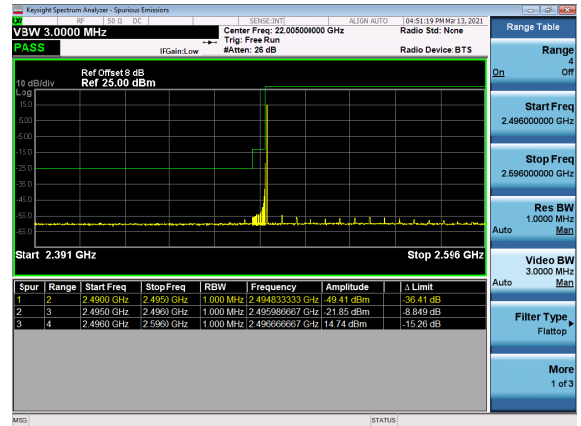 Keysight Spectrum Analyzer - Spurious Emissions
LXI RF 50 Ω DC SENSE:INT ALIGN AUTO 04:51:19 PM Mar 13, 2021
VBW 3.0000 MHz Center Freq: 22.005000000 GHz Radio Std: None Range Table
Trig: Free Run
PASS IFGain:Low #Atten: 26 dB Radio Device: BTS
Range
4
On Off
Ref Offset 8 dB
10 dB/div Ref 25.00 dBm
Log
15.0
5.00
-5.00
-15.0
-25.0
-35.0
-45.0
-55.0
-65.0
Start 2.391 GHz Stop 2.596 GHz
Start Freq
2.496000000 GHz
Stop Freq
2.596000000 GHz
Res BW
1.0000 MHz
Auto Man
Video BW
3.0000 MHz
Auto Man
Filter Type
Flattop
More
1 of 3
Spur Range Start Freq Stop Freq RBW Frequency Amplitude Δ Limit
1 2 2.4900 GHz 2.4950 GHz 1.000 MHz 2.494833333 GHz -49.41 dBm -36.41 dB
2 3 2.4950 GHz 2.4960 GHz 1.000 MHz 2.495986667 GHz -21.85 dBm -8.849 dB
3 4 2.4960 GHz 2.5960 GHz 1.000 MHz 2.496666667 GHz 14.74 dBm -15.26 dB
MSG STATUS